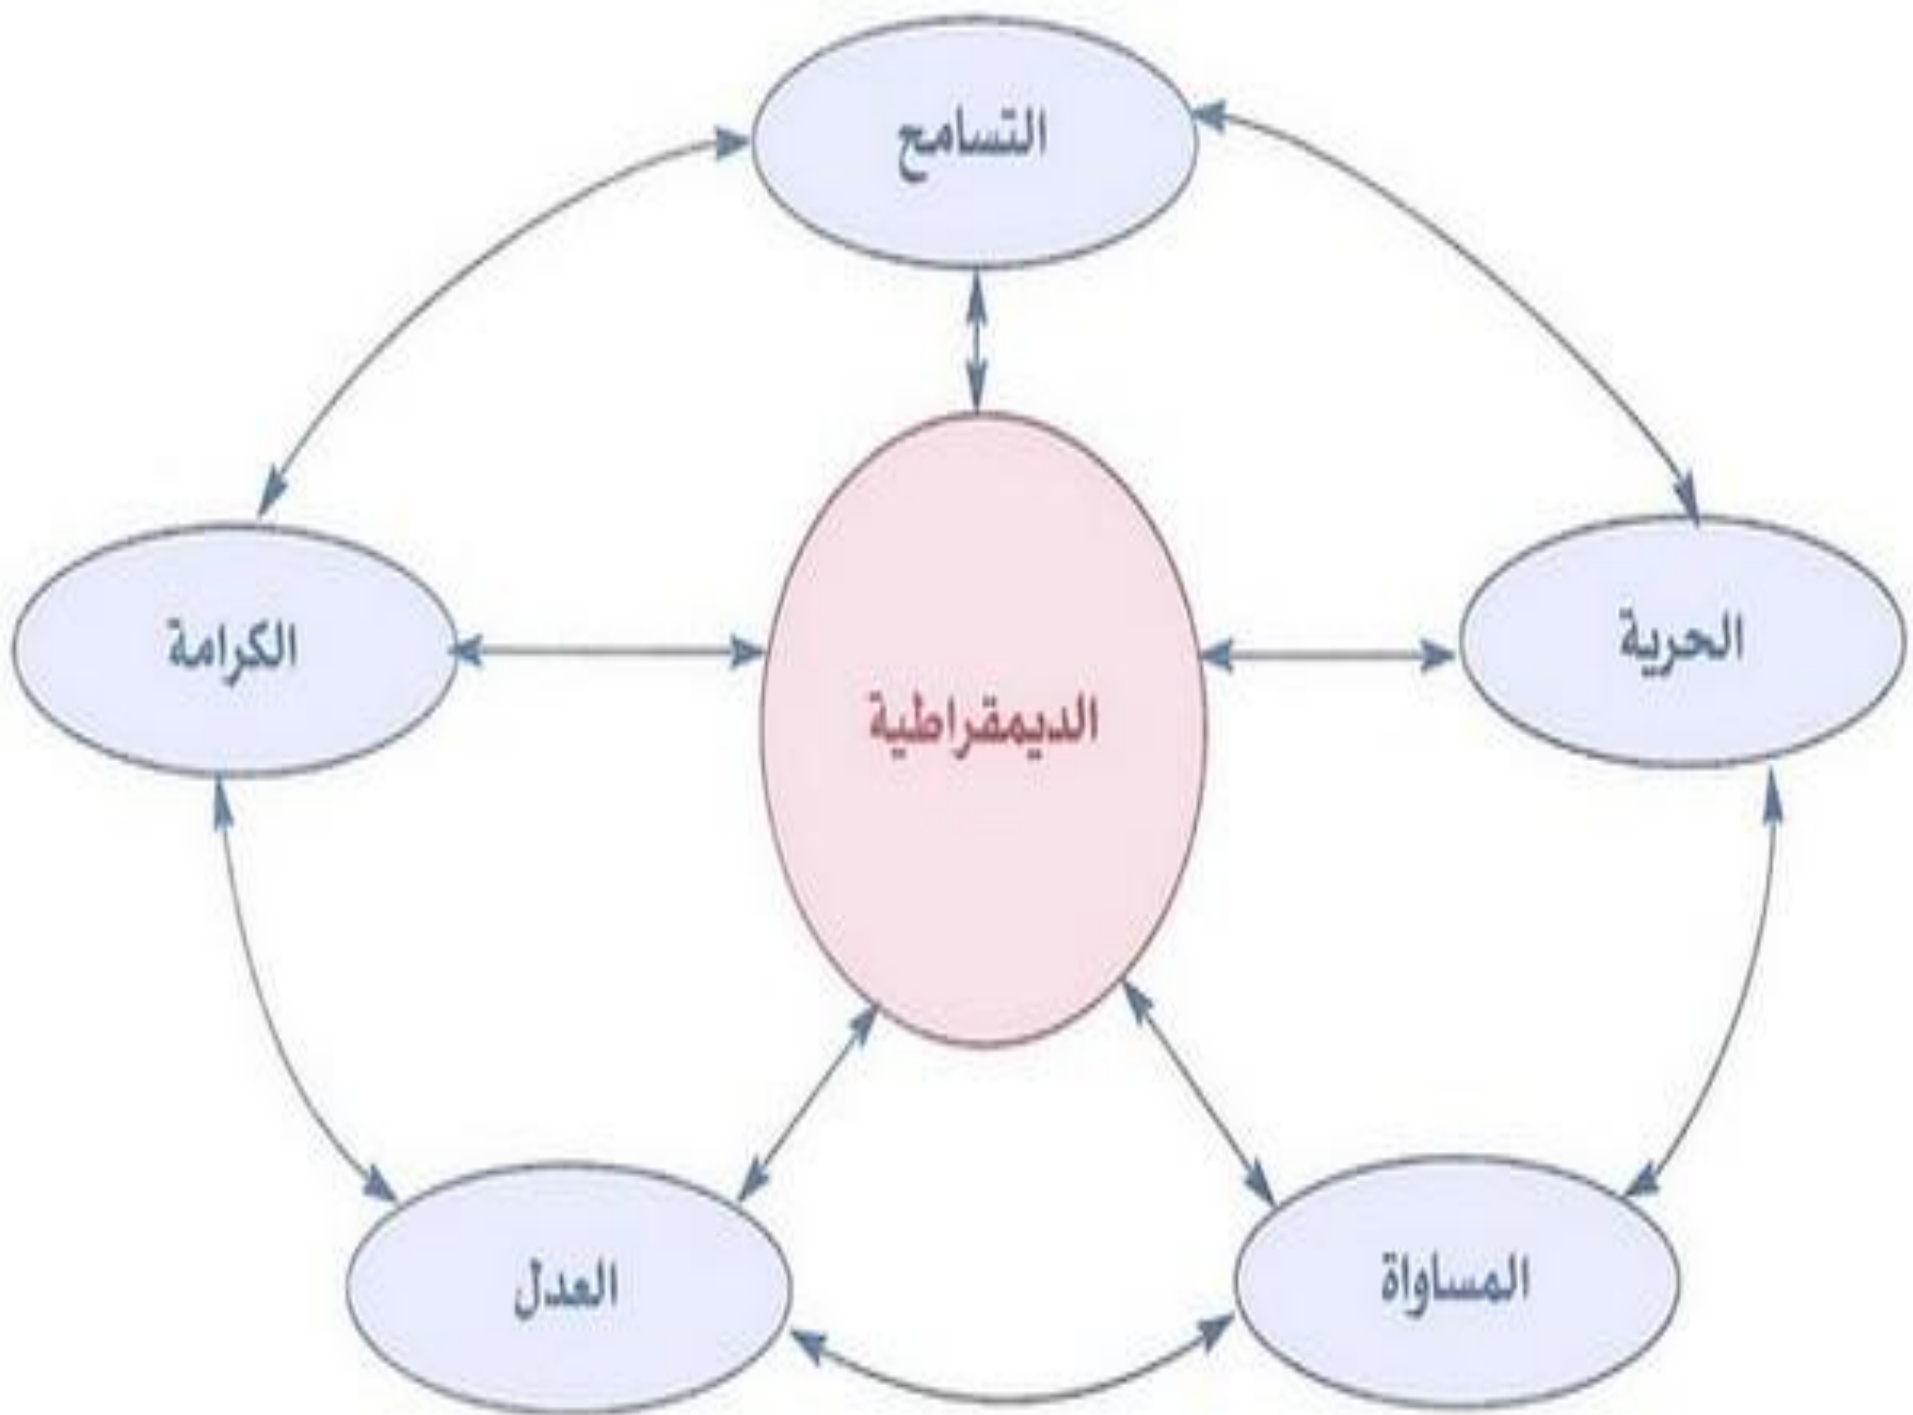 التسامح
الحرية
الكرامة
الديمقراطية
المساواة
العدل